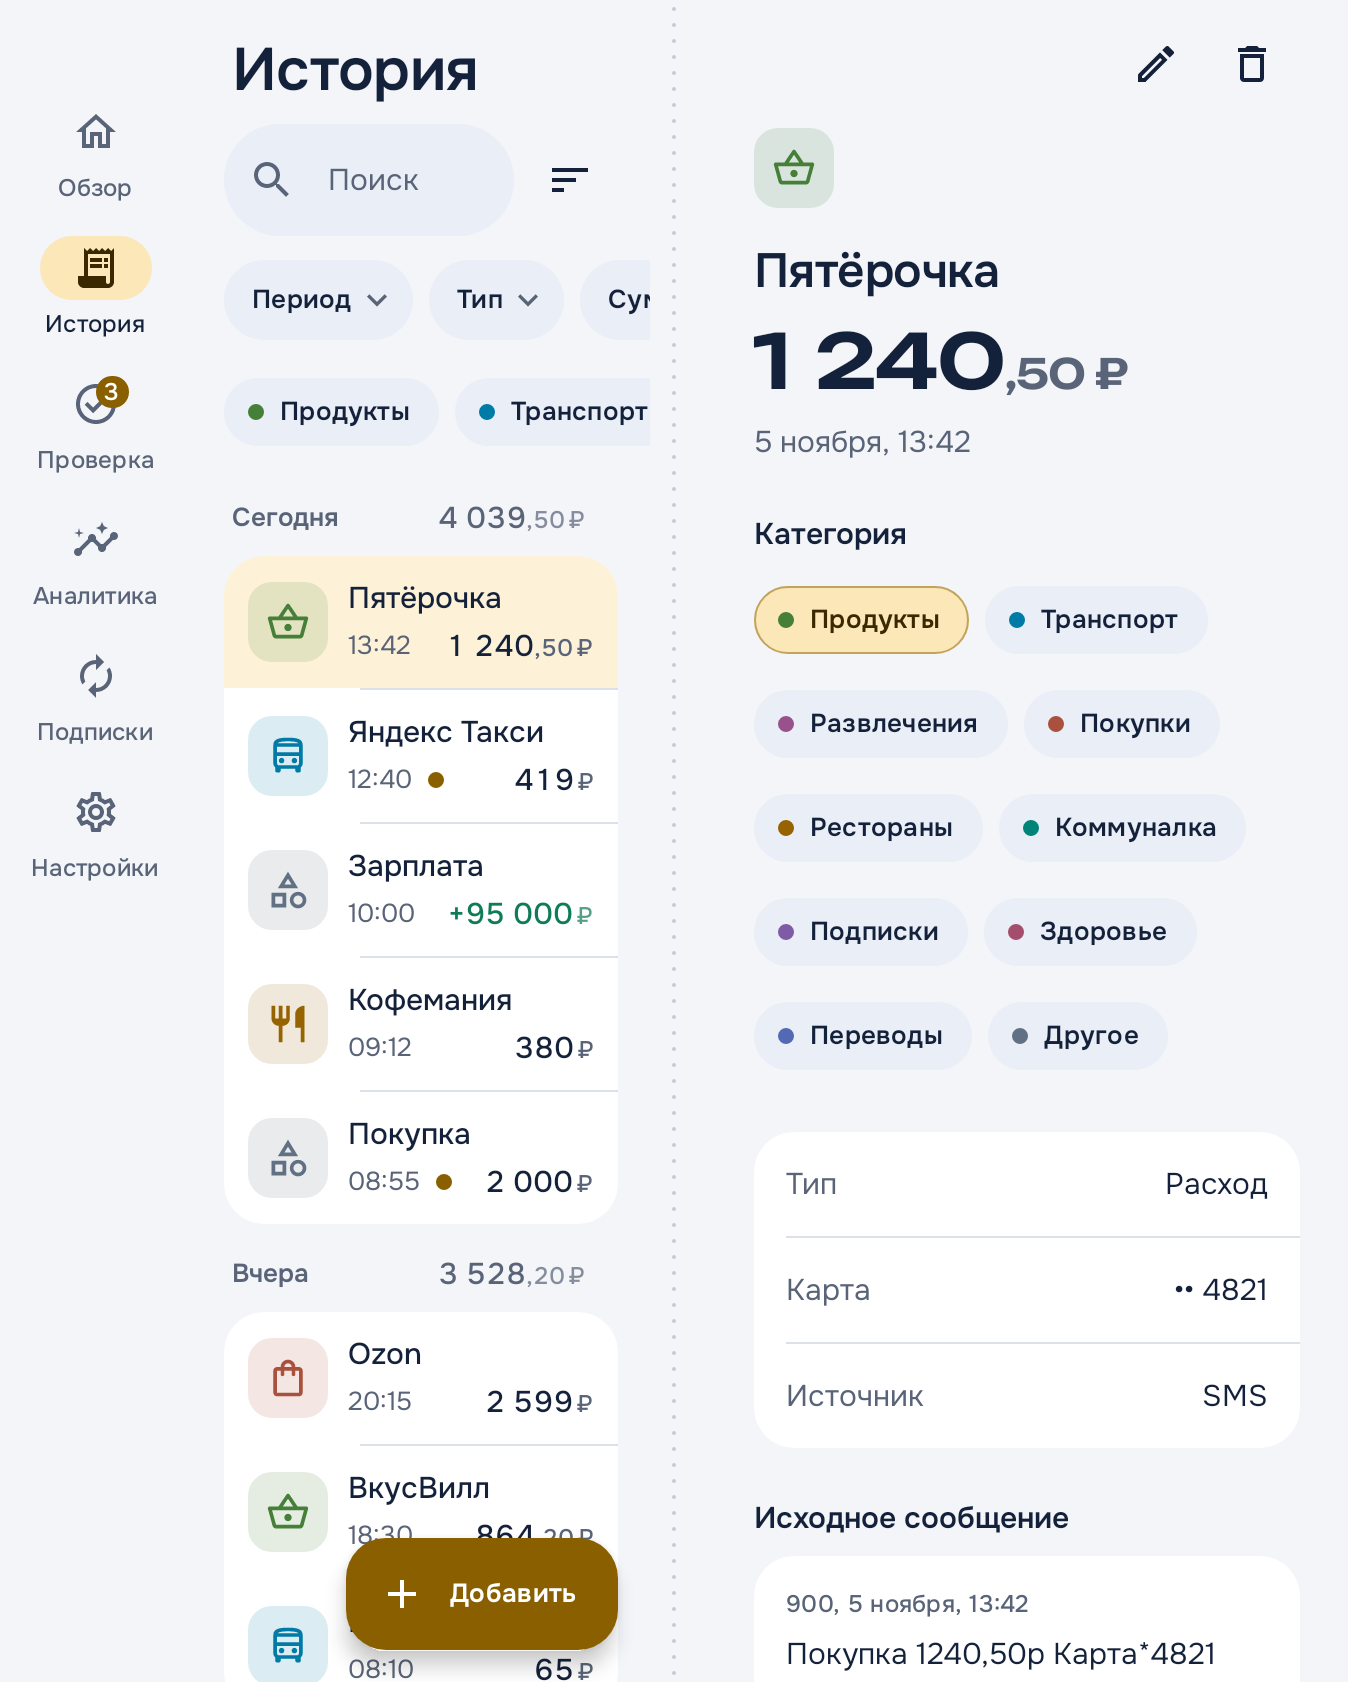 Обзор
История
3
Проверка
Аналитика
Подписки
Настройки
История
Поиск
Период
Тип
Продукты
Транспорт
Сегодня 4 039,50 ₽
Пятёрочка
13:42 1 240,50 ₽
Яндекс Такси
12:40 419 ₽
Зарплата
10:00 +95 000 ₽
Кофемания
09:12 380 ₽
Покупка
08:55 2 000 ₽
Вчера 3 528,20 ₽
Ozon
20:15 2 599 ₽
ВкусВилл
18:30 864,20 ₽
Добавить
08:10 65 ₽
Пятёрочка
1 240,50 ₽
5 ноября, 13:42
Категория
Продукты Транспорт
Развлечения Покупки
Рестораны Коммуналка
Подписки Здоровье
Переводы Другое
Тип Расход
Карта •• 4821
Источник SMS
Исходное сообщение
900, 5 ноября, 13:42
Покупка 1240,50р Карта*4821